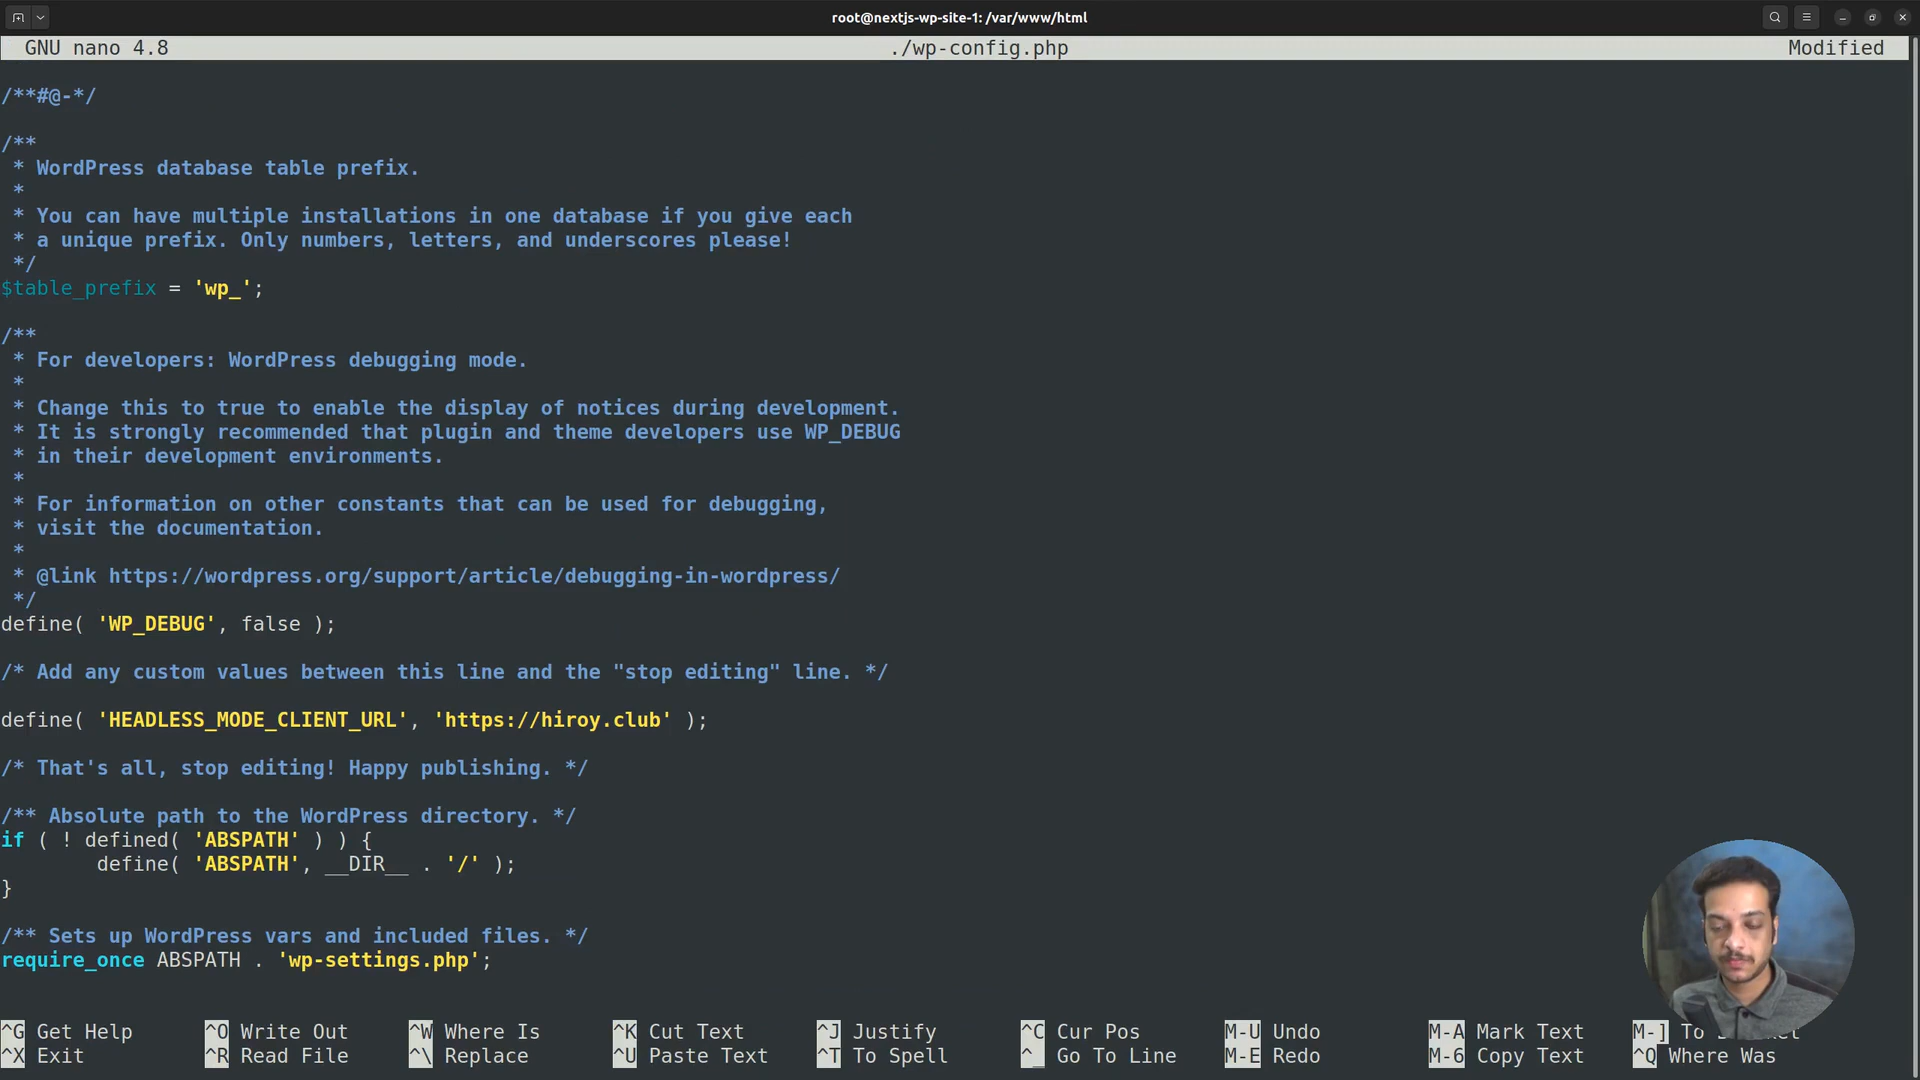 root@nextjs-wp-site-1: /var/www/html
GNU nano 4.8 ./wp-config.php Modified
/**#@-*/
/**
 * WordPress database table prefix.
 *
 * You can have multiple installations in one database if you give each
 * a unique prefix. Only numbers, letters, and underscores please!
 */
$table_prefix = 'wp_';
/**
 * For developers: WordPress debugging mode.
 *
 * Change this to true to enable the display of notices during development.
 * It is strongly recommended that plugin and theme developers use WP_DEBUG
 * in their development environments.
 *
 * For information on other constants that can be used for debugging,
 * visit the documentation.
 *
 * @link https://wordpress.org/support/article/debugging-in-wordpress/
 */
define( 'WP_DEBUG', false );
/* Add any custom values between this line and the "stop editing" line. */
define( 'HEADLESS_MODE_CLIENT_URL', 'https://hiroy.club' );
/* That's all, stop editing! Happy publishing. */
/** Absolute path to the WordPress directory. */
if ( ! defined( 'ABSPATH' ) ) {
        define( 'ABSPATH', __DIR__ . '/' );
}
/** Sets up WordPress vars and included files. */
require_once ABSPATH . 'wp-settings.php';
^G Get Help ^O Write Out ^W Where Is ^K Cut Text ^J Justify ^C Cur Pos M-U Undo M-A Mark Text M-] To
^X Exit ^R Read File ^\ Replace ^U Paste Text ^T To Spell ^_ Go To Line M-E Redo M-6 Copy Text ^Q Where Was